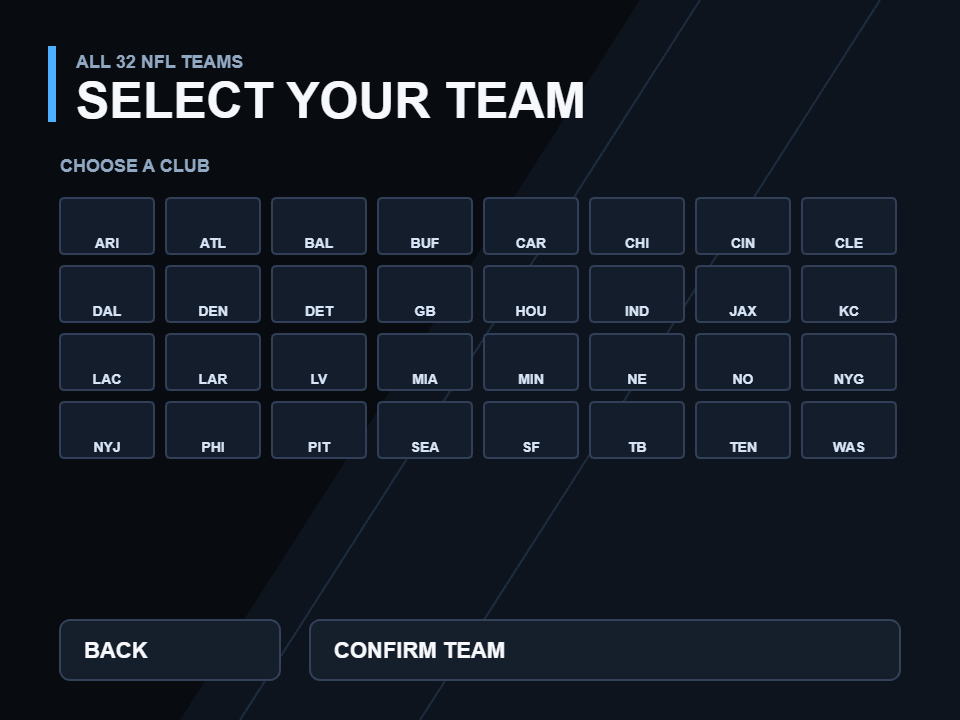 ALL 32 NFL TEAMS
SELECT YOUR TEAM
CHOOSE A CLUB
ARI ATL BAL BUF CAR CHI CIN CLE
DAL DEN DET GB HOU IND JAX KC
LAC LAR LV MIA MIN NE NO NYG
NYJ PHI PIT SEA SF TB TEN WAS
BACK CONFIRM TEAM